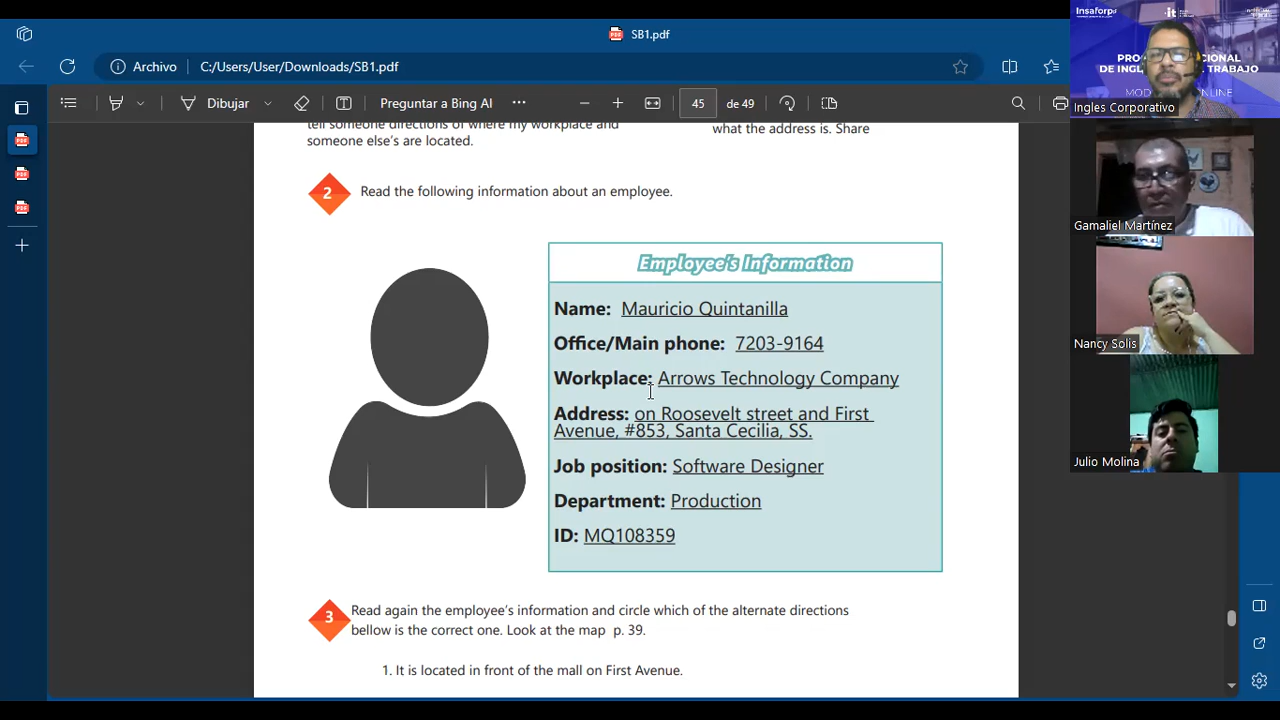 SB1.pdf
Archivo
C:/Users/User/Downloads/SB1.pdf
Dibujar
Preguntar a Bing AI
45
de 49
tell someone directions of where my workplace and
someone else's are located.
what the address is. Share
2
Read the following information about an employee.
Employee's Information
Name: Mauricio Quintanilla
Office/Main phone: 7203-9164
Workplace: Arrows Technology Company
Address: on Roosevelt street and First
Avenue, #853, Santa Cecilia, SS.
Job position: Software Designer
Department: Production
ID: MQ108359
3
Read again the employee's information and circle which of the alternate directions
bellow is the correct one. Look at the map p. 39.
1. It is located in front of the mall on First Avenue.
Insaforp
it
Ingles Corporativo
Gamaliel Martínez
Nancy Solis
Julio Molina